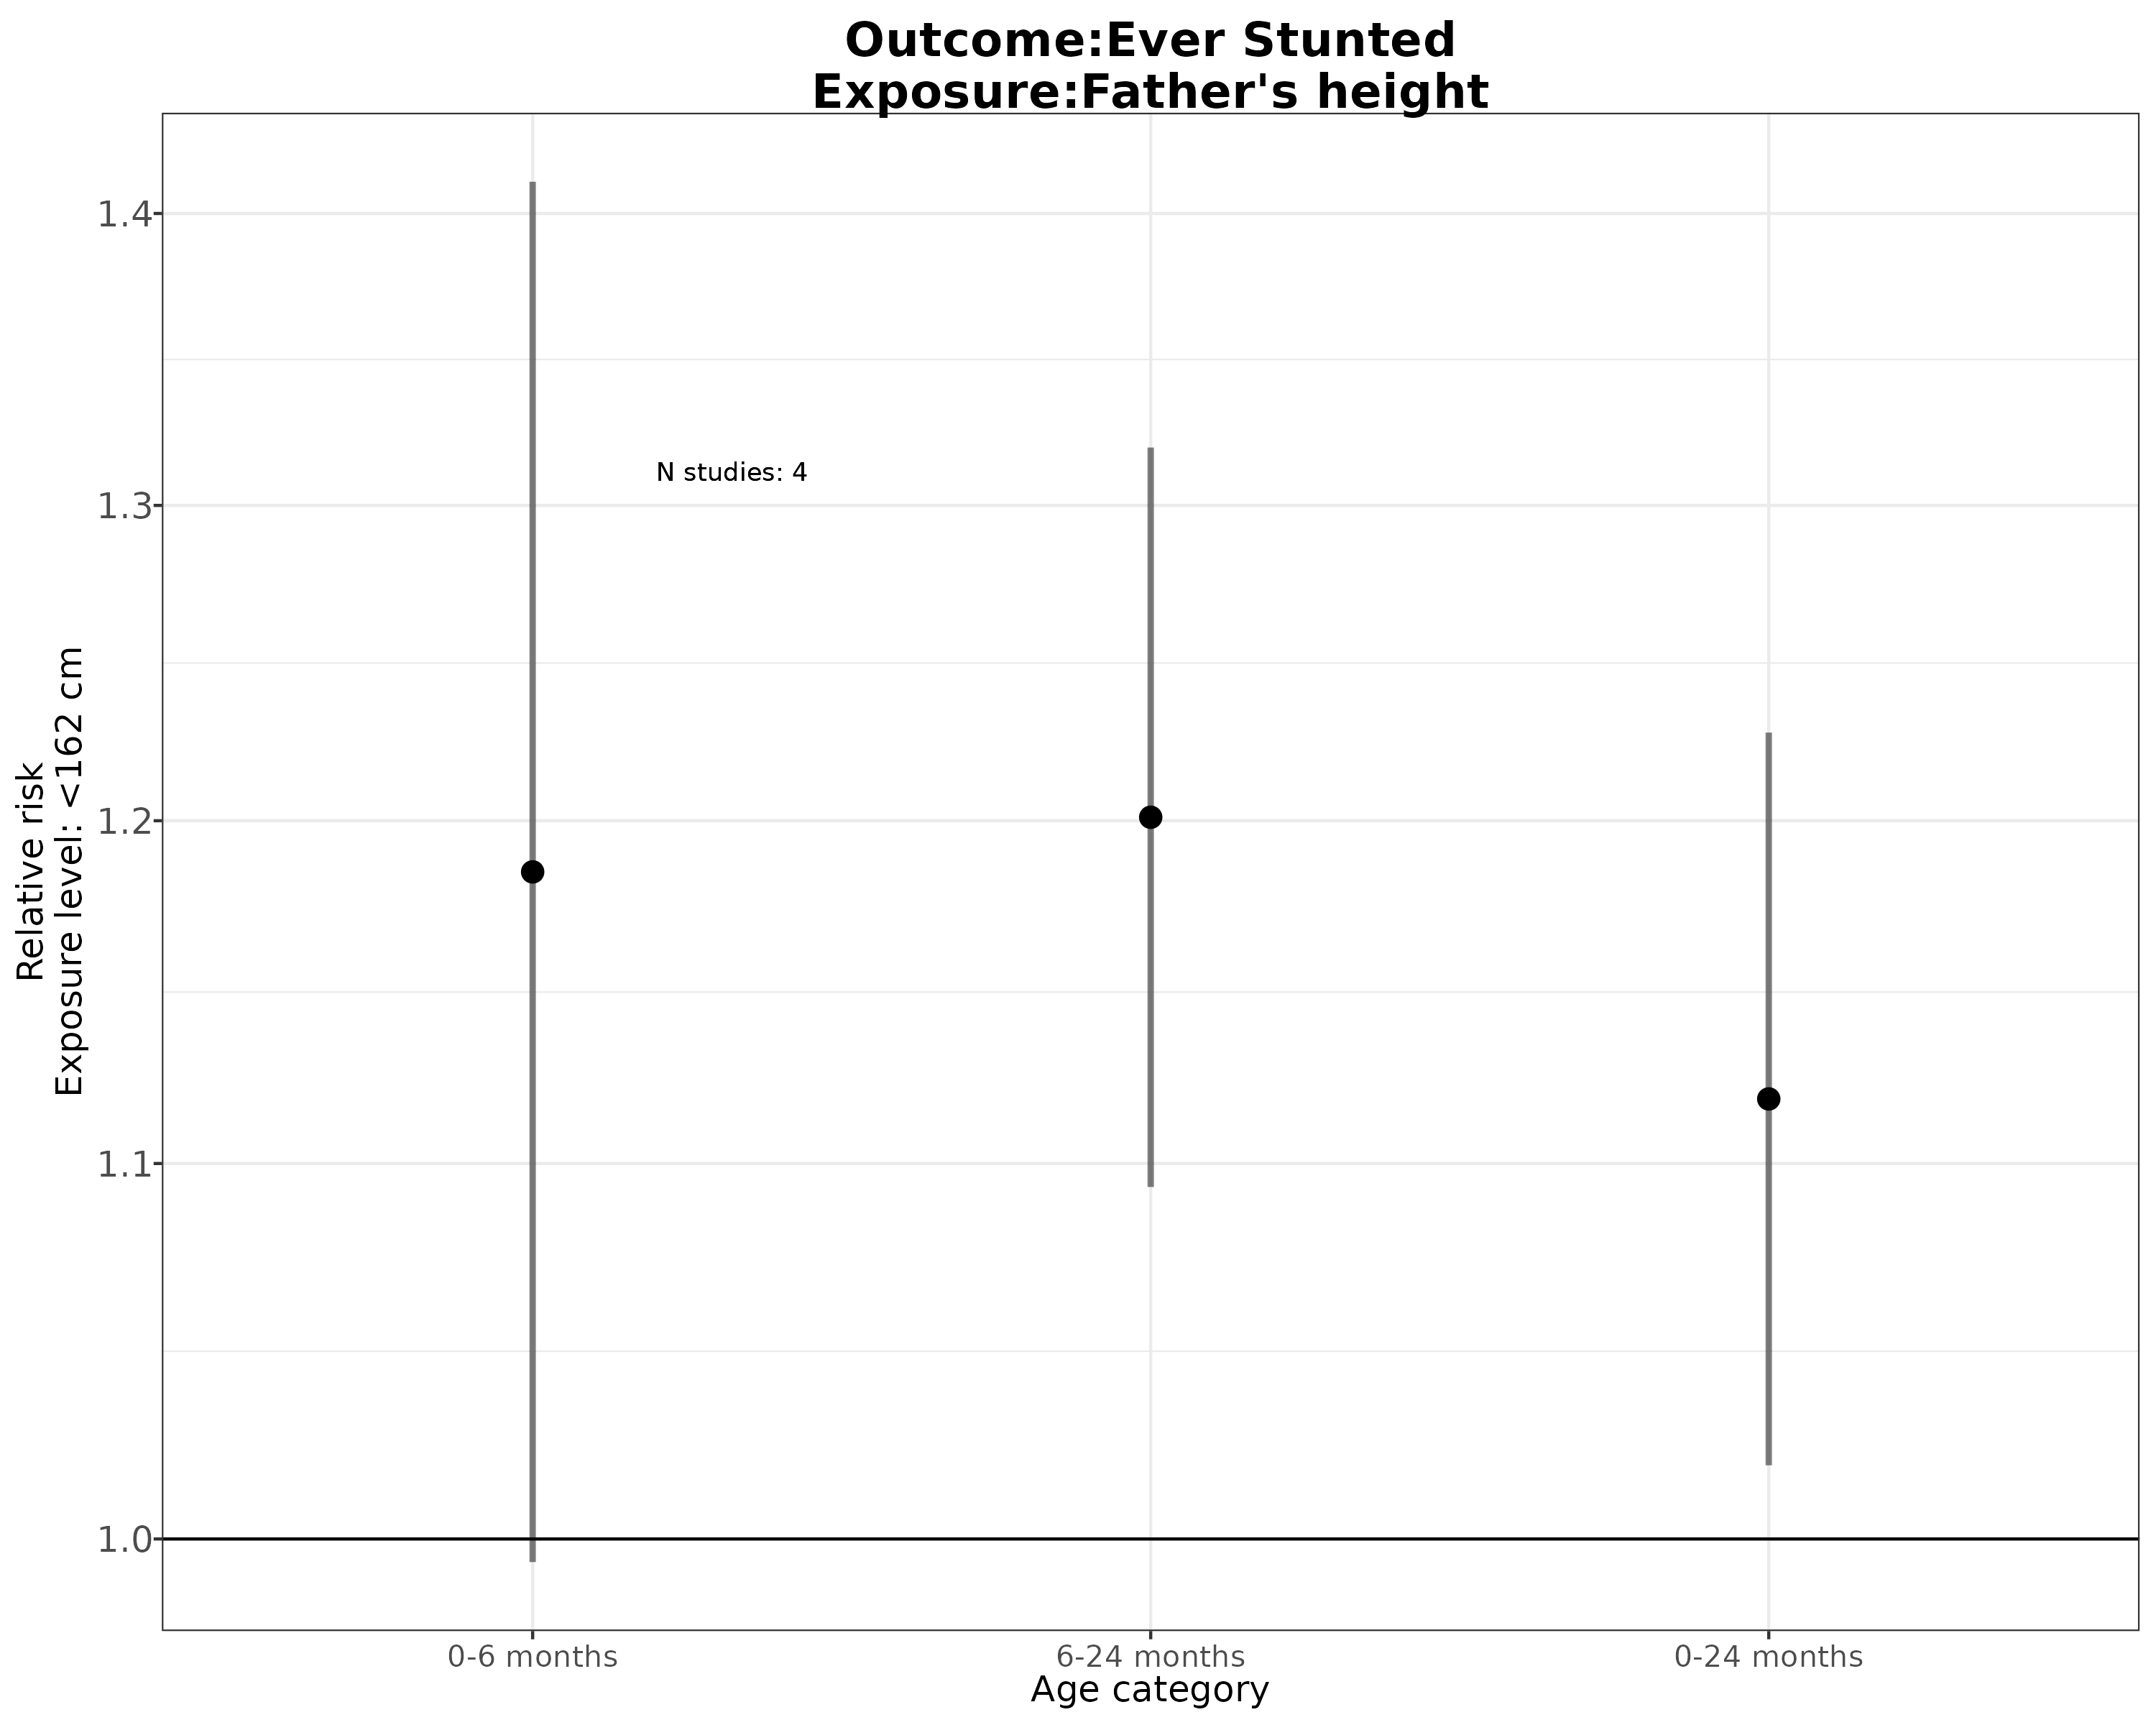 Outcome:Ever Stunted
Exposure:Father's height
Relative risk
Exposure level: <162 cm
1.4
1.3
1.2
1.1
1.0
N studies: 4
0-6 months
6-24 months
0-24 months
Age category